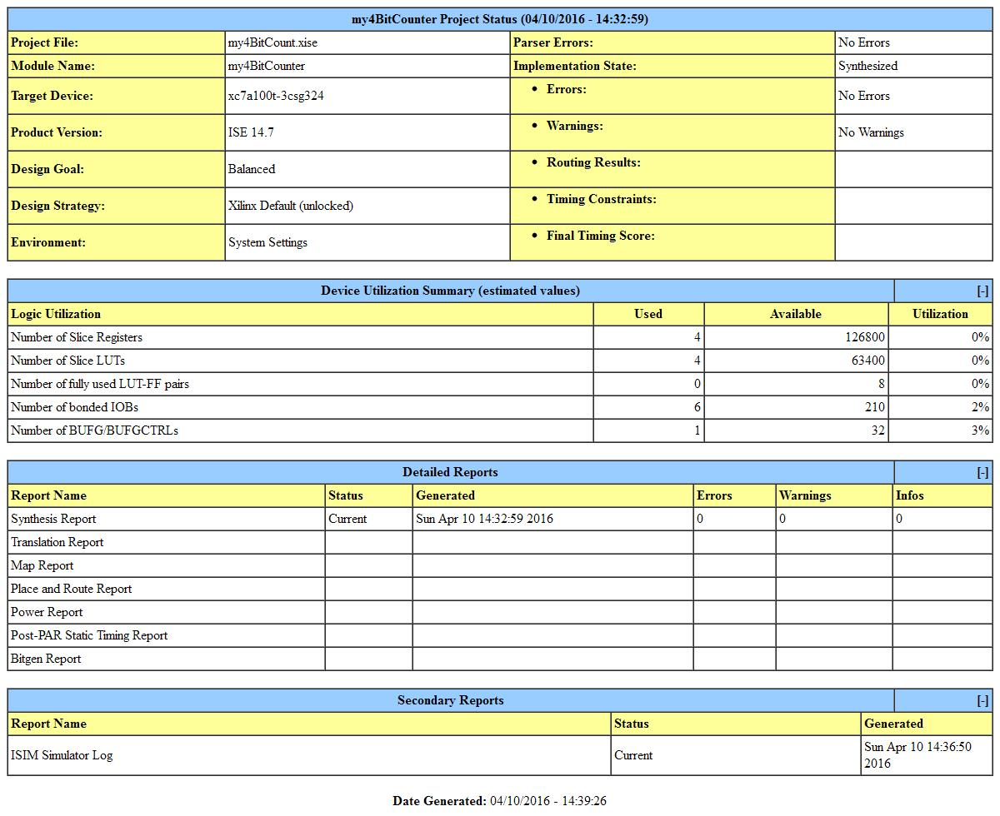 my4BitCounter Project Status (04/10/2016 - 14:32:59)
Project File: my4BitCount.xise Parser Errors: No Errors
Module Name: my4BitCounter Implementation State: Synthesized
Target Device: xc7a100t-3csg324 • Errors: No Errors
Product Version: ISE 14.7 • Warnings: No Warnings
Design Goal: Balanced • Routing Results:
Design Strategy: Xilinx Default (unlocked) • Timing Constraints:
Environment: System Settings • Final Timing Score:
Device Utilization Summary (estimated values) [-]
Logic Utilization Used Available Utilization
Number of Slice Registers 4 126800 0%
Number of Slice LUTs 4 63400 0%
Number of fully used LUT-FF pairs 0 8 0%
Number of bonded IOBs 6 210 2%
Number of BUFG/BUFGCTRLs 1 32 3%
Detailed Reports [-]
Report Name Status Generated Errors Warnings Infos
Synthesis Report Current Sun Apr 10 14:32:59 2016 0 0 0
Translation Report
Map Report
Place and Route Report
Power Report
Post-PAR Static Timing Report
Bitgen Report
Secondary Reports [-]
Report Name Status Generated
ISIM Simulator Log Current Sun Apr 10 14:36:50
2016
Date Generated: 04/10/2016 - 14:39:26